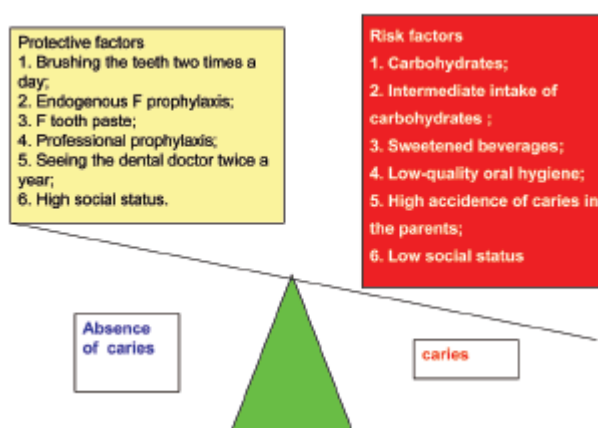 Protective factors
1. Brushing the teeth two times a
day;
2. Endogenous F prophylaxis;
3. F tooth paste;
4. Professional prophylaxis;
5. Seeing the dental doctor twice a
year;
6. High social status.
Risk factors
1. Carbohydrates;
2. Intermediate intake of
carbohydrates ;
3. Sweetened beverages;
4. Low-quality oral hygiene;
5. High accidence of caries in
the parents;
6. Low social status
Absence
of caries
caries